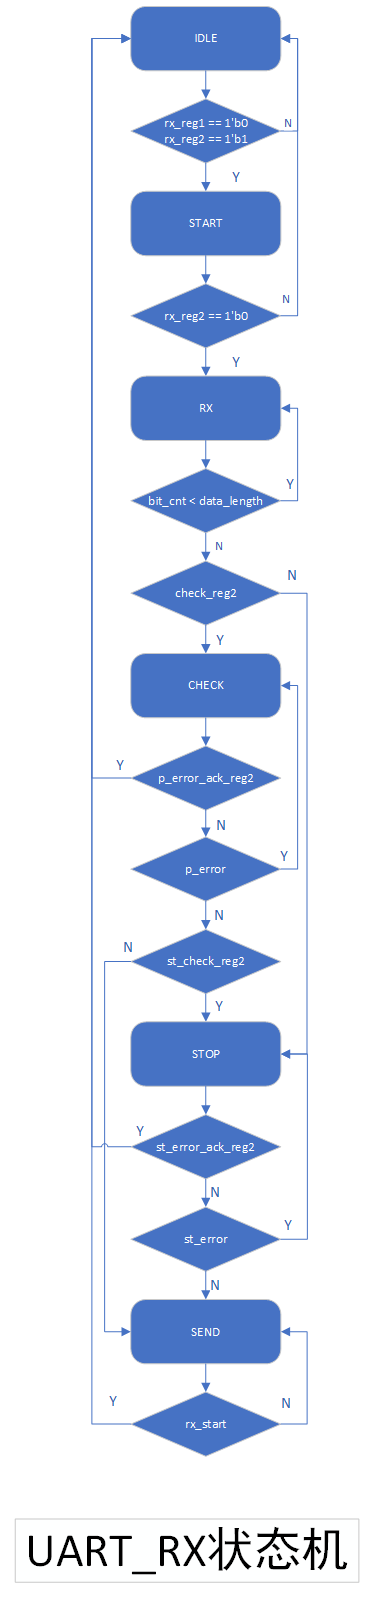 IDLE
rx_reg1 == 1'b0
rx_reg2 == 1'b1
N
Y
START
N
rx_reg2 == 1'b0
Y
RX
Y
bit_cnt < data_length
N
N
check_reg2
Y
CHECK
Y
p_error_ack_reg2
N
Y
p_error
N
N
st_check_reg2
Y
STOP
Y
st_error_ack_reg2
N
Y
st_error
N
SEND
Y
N
rx_start
UART_RX状态机